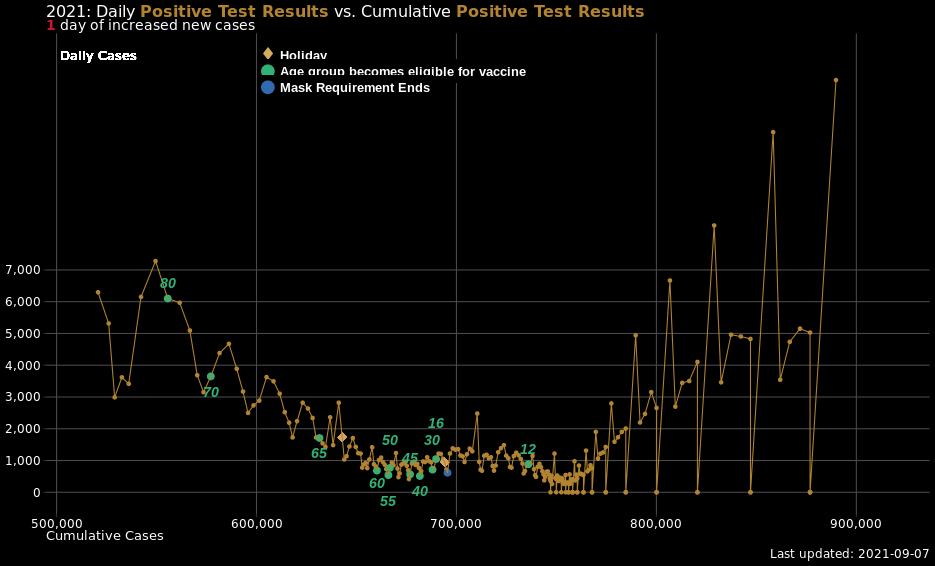 2021: Daily Positive Test Results vs. Cumulative Positive Test Results
1 day of increased new cases
Daily Cases
Holiday
Age group becomes eligible for vaccine
Mask Requirement Ends
7,000
6,000
5,000
4,000
3,000
2,000
1,000
0
80
70
65
60
50
55
45
40
16
30
12
500,000 600,000 700,000 800,000 900,000
Cumulative Cases
Last updated: 2021-09-07